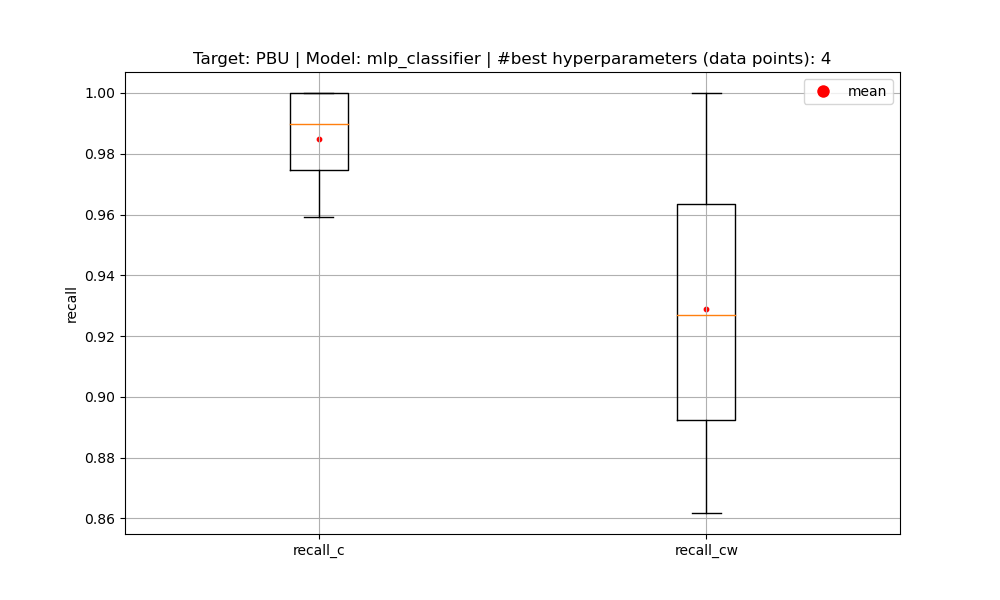 Target: PBU | Model: mlp_classifier | #best hyperparameters (data points): 4
mean
1.00
0.98
0.96
0.94
0.92
0.90
0.88
0.86
recall
recall_c
recall_cw